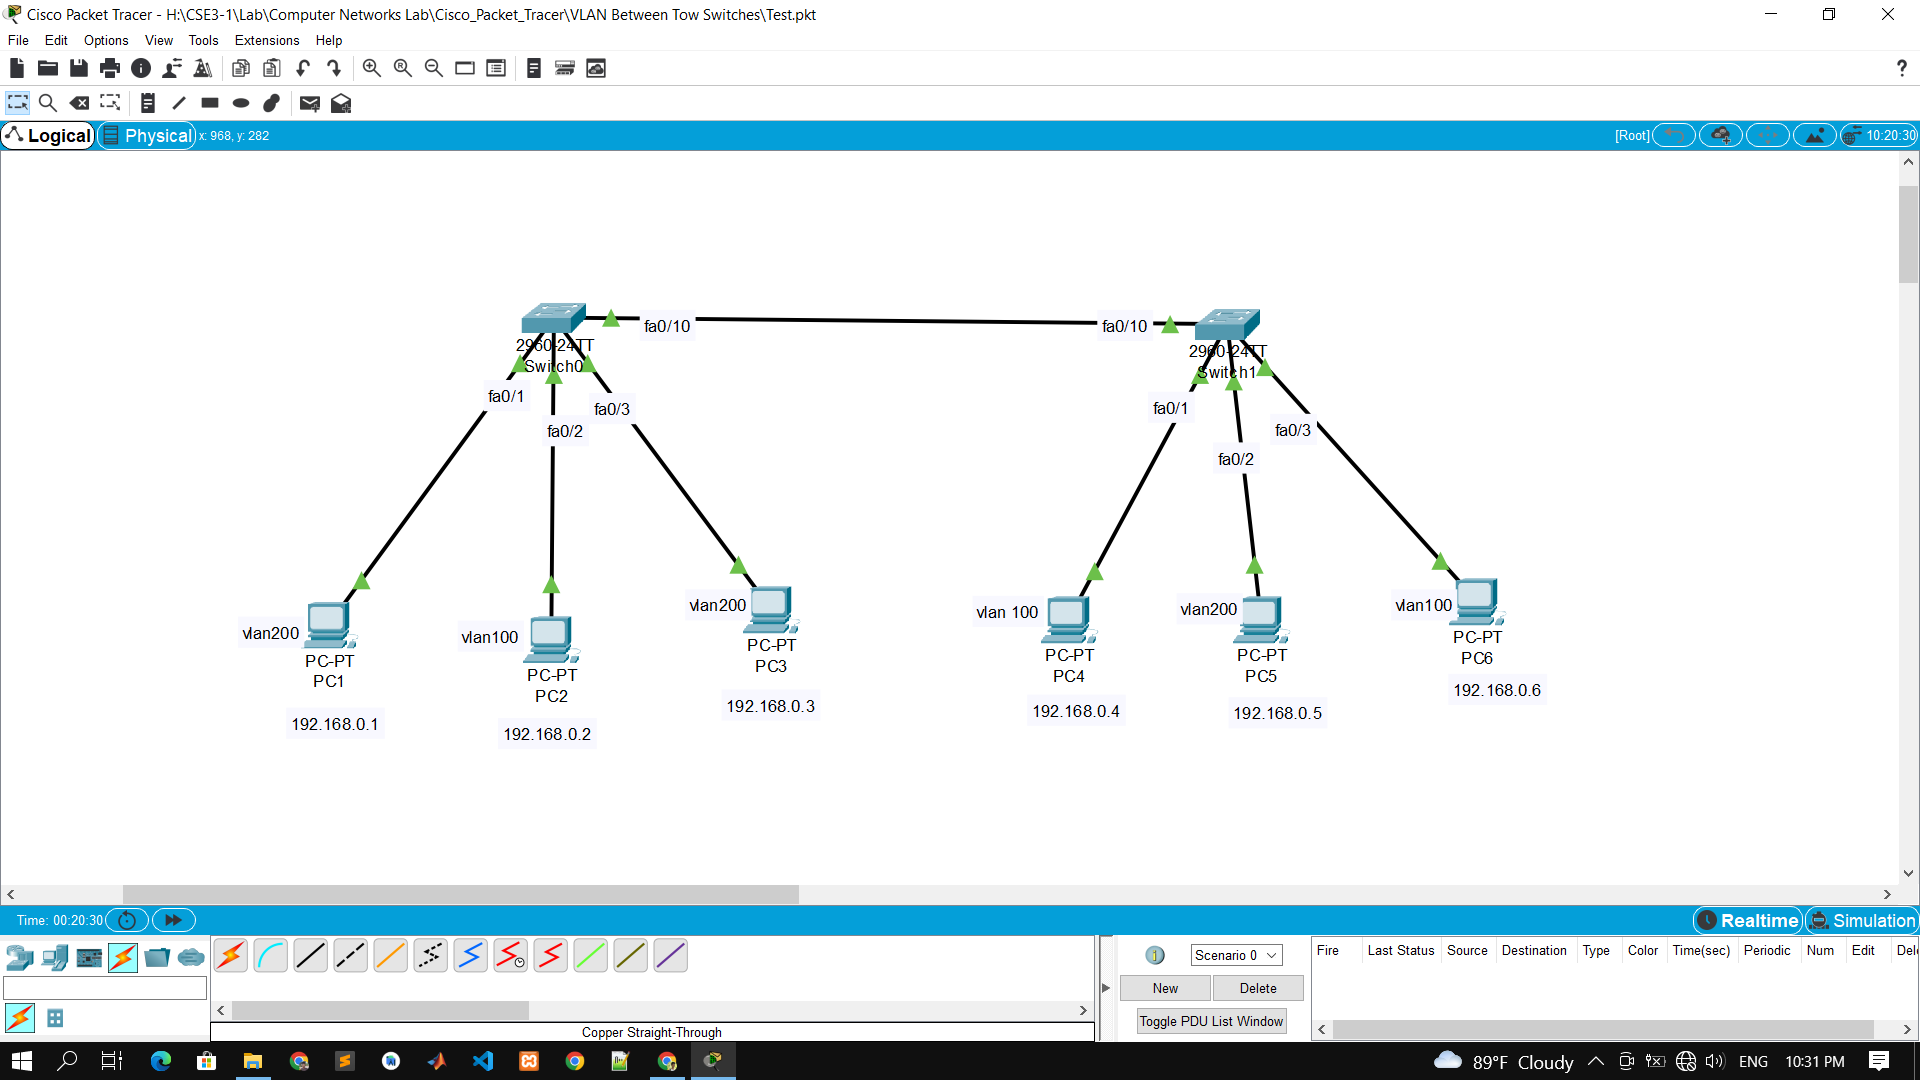 Cisco Packet Tracer - H:\CSE3-1\Lab\Computer Networks Lab\Cisco_Packet_Tracer\VLAN Between Tow Switches\Test.pkt
File Edit Options View Tools Extensions Help
?
Logical Physical x: 968, y: 282 [Root] 10:20:30
fa0/10 fa0/10
2960-24TT 2960-24TT
Switch0 Switch1
fa0/1 fa0/3 fa0/1 fa0/3
fa0/2 fa0/2
vlan200 vlan100 vlan200 vlan 100 vlan200 vlan100
PC-PT PC-PT PC-PT PC-PT PC-PT PC-PT
PC1 PC2 PC3 PC4 PC5 PC6
192.168.0.1 192.168.0.2 192.168.0.3 192.168.0.4 192.168.0.5 192.168.0.6
Time: 00:20:30 Realtime Simulation
Scenario 0 Fire Last Status Source Destination Type Color Time(sec) Periodic Num Edit
New Delete
Toggle PDU List Window
Copper Straight-Through
89°F Cloudy ENG 10:31 PM